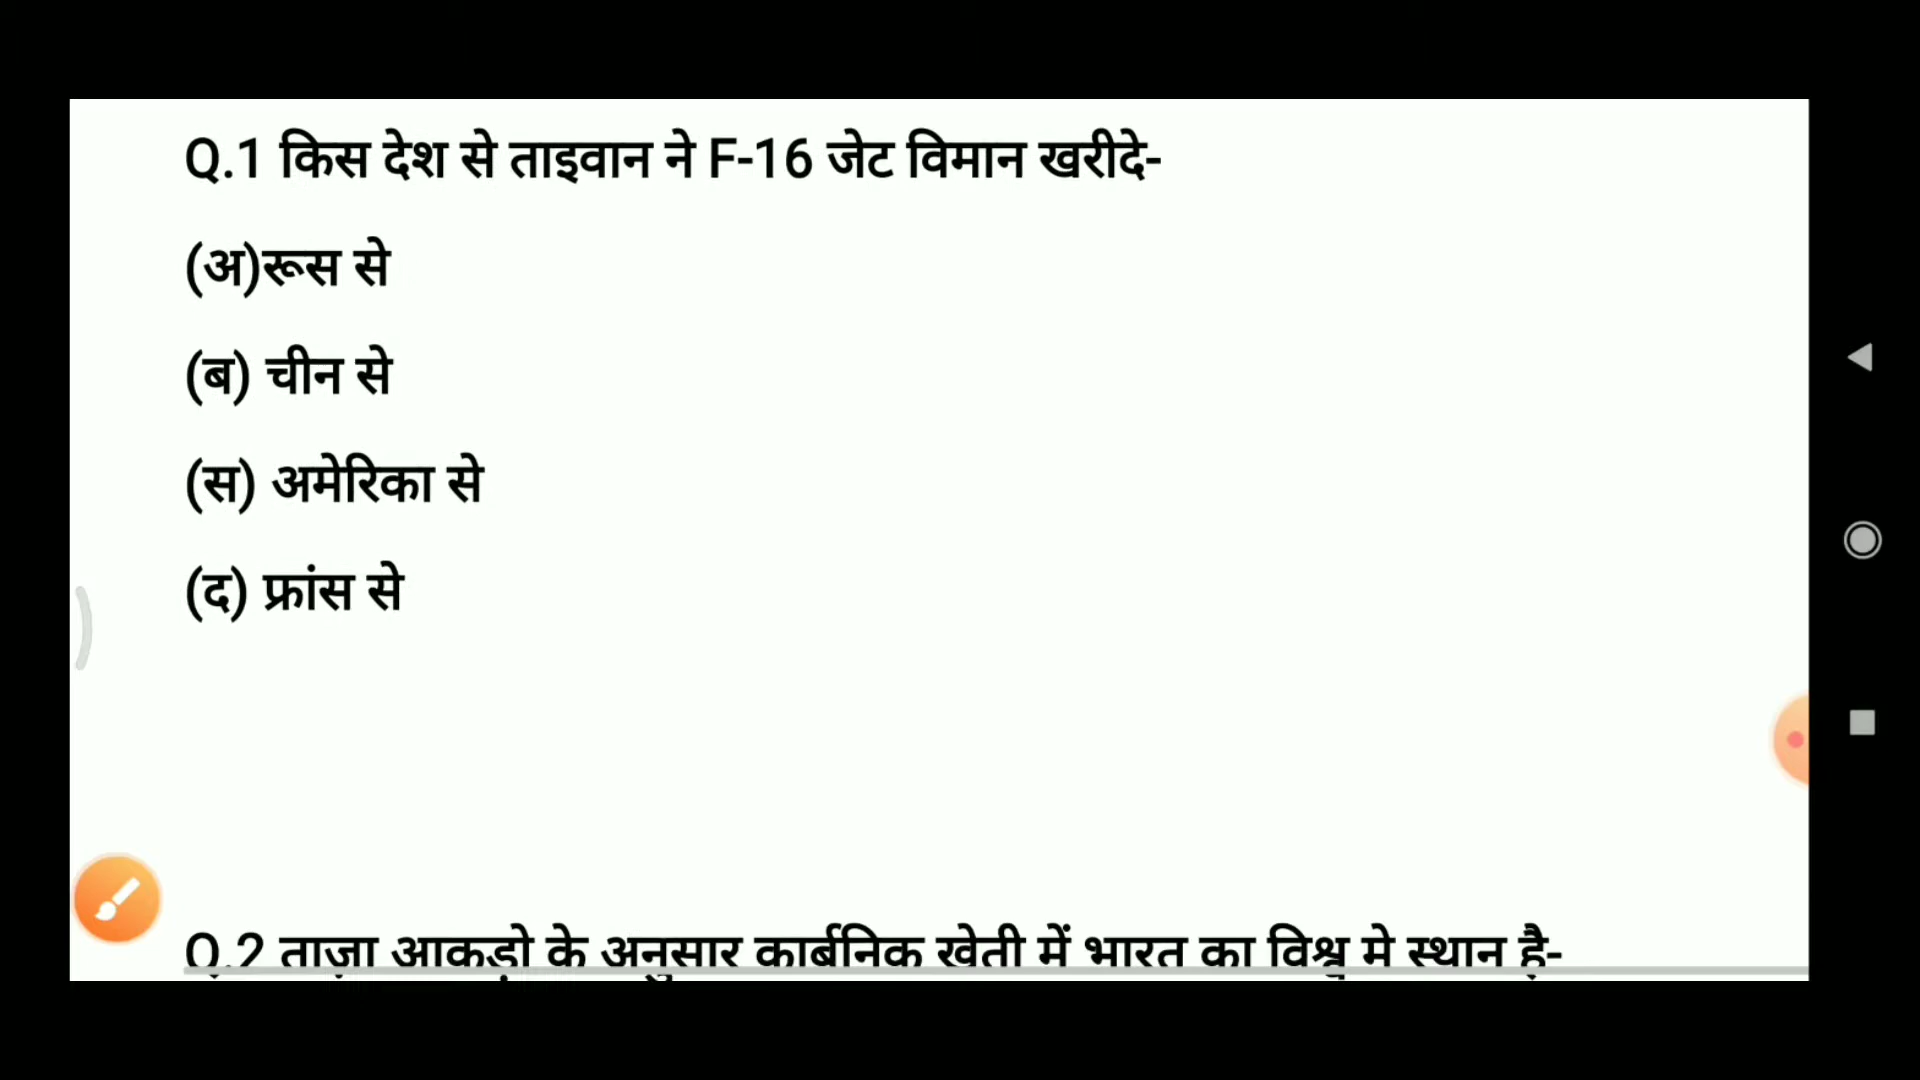 Q.1 किस देश से ताइवान ने F-16 जेट विमान खरीदे-
(अ)रूस से
(ब) चीन से
(स) अमेरिका से
(द) फ्रांस से
Q.2 ताज़ा आकड़ो के अनुसार कार्बनिक खेती में भारत का विश्व मे स्थान है-